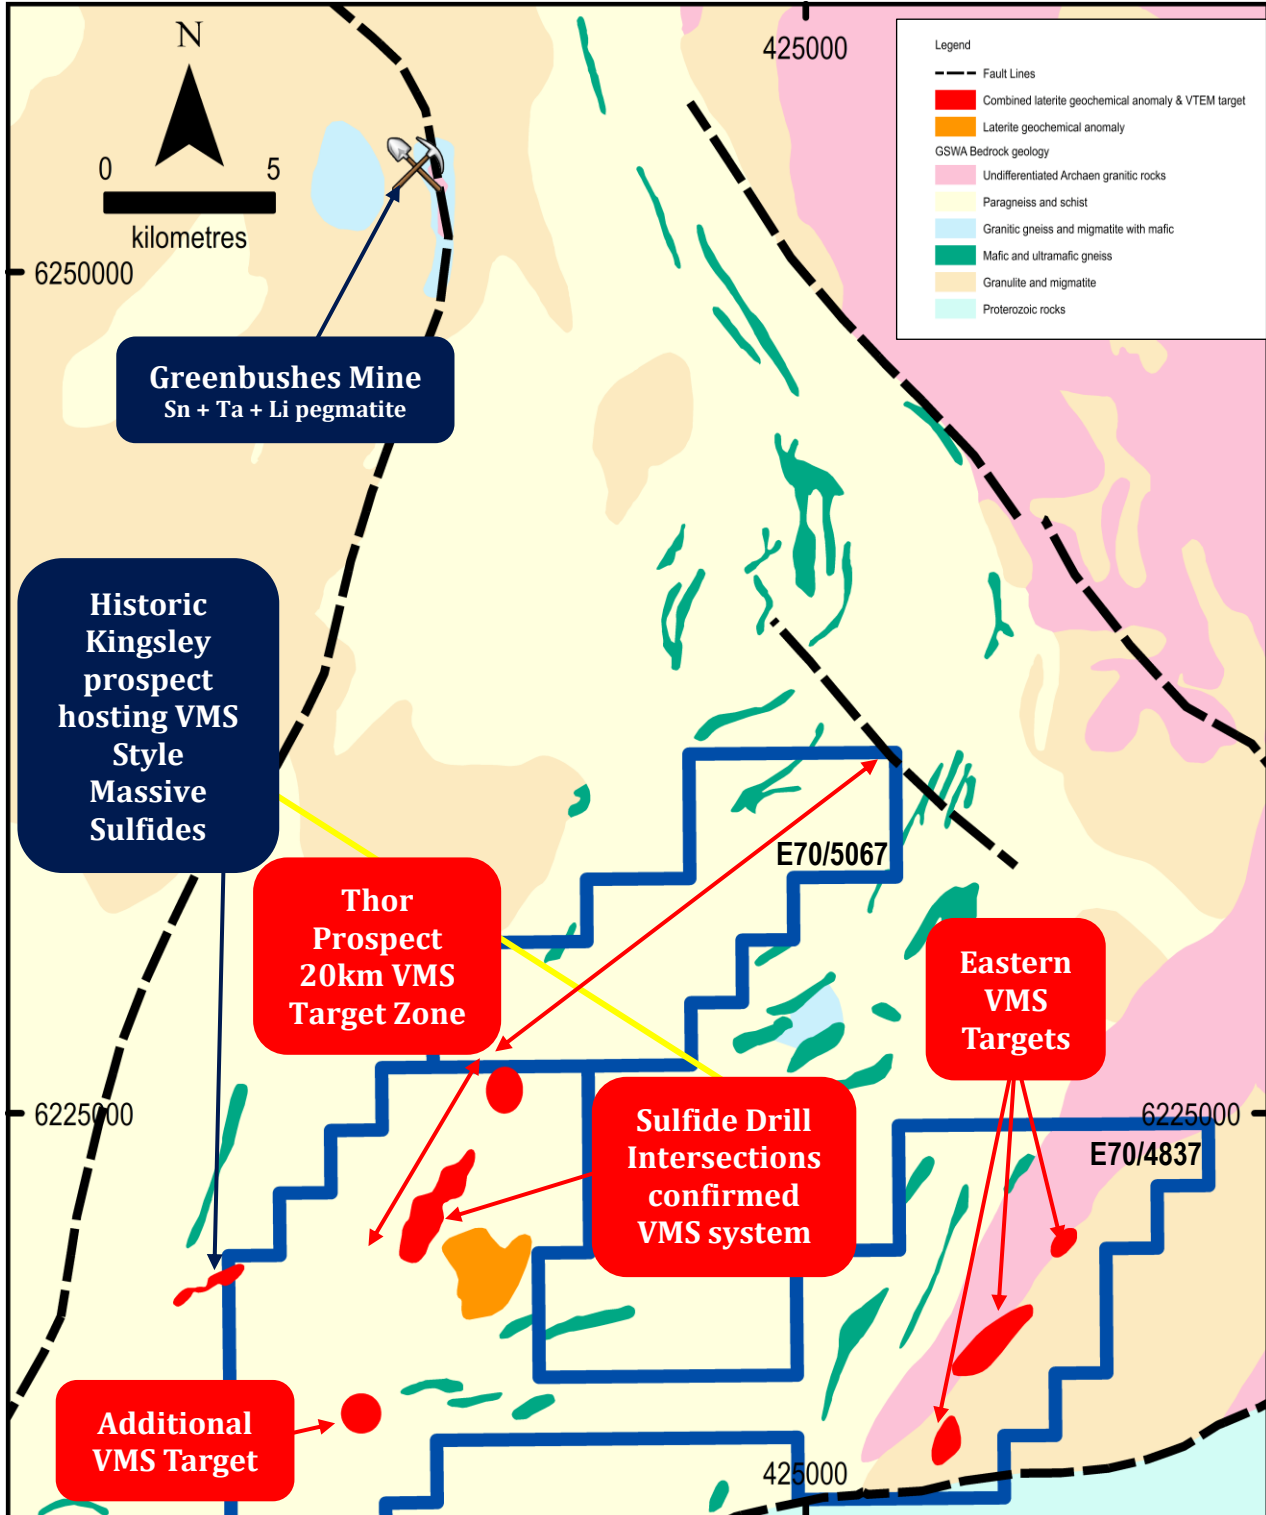 N
0 5
kilometres
425000
Legend
Fault Lines
Combined laterite geochemical anomaly & VTEM target
Laterite geochemical anomaly
GSWA Bedrock geology
Undifferentiated Archaen granitic rocks
Paragneiss and schist
Granitic gneiss and migmatite with mafic
Mafic and ultramafic gneiss
Granulite and migmatite
Proterozoic rocks
6250000
Greenbushes Mine
Sn + Ta + Li pegmatite
Historic
Kingsley
prospect
hosting VMS
Style
Massive
Sulfides
E70/5067
Thor
Prospect
20km VMS
Target Zone
Eastern
VMS
Targets
6225000
Sulfide Drill
Intersections
confirmed
VMS system
6225000
E70/4837
Additional
VMS Target
425000